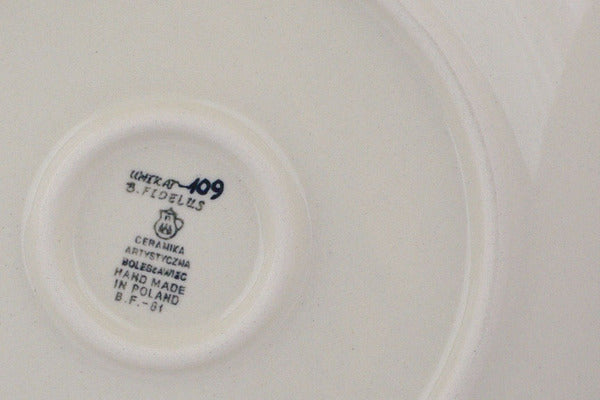 UNIKAT 109
B. FIDELUS
CERAMIKA
ARTYSTYCZNA
BOLESŁAWIEC
HAND MADE
IN POLAND
B.F.-01